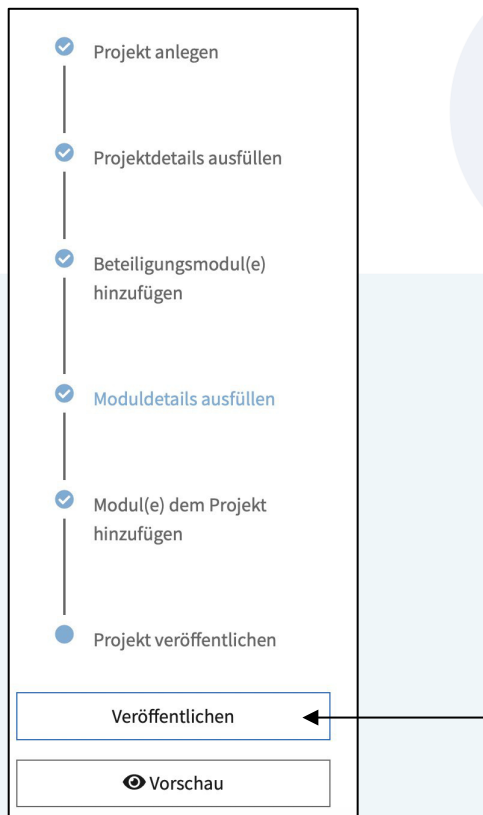 Projekt anlegen
Projektdetails ausfüllen
Beteiligungsmodul(e)
hinzufügen
Moduldetails ausfüllen
Modul(e) dem Projekt
hinzufügen
Projekt veröffentlichen
Veröffentlichen
Vorschau